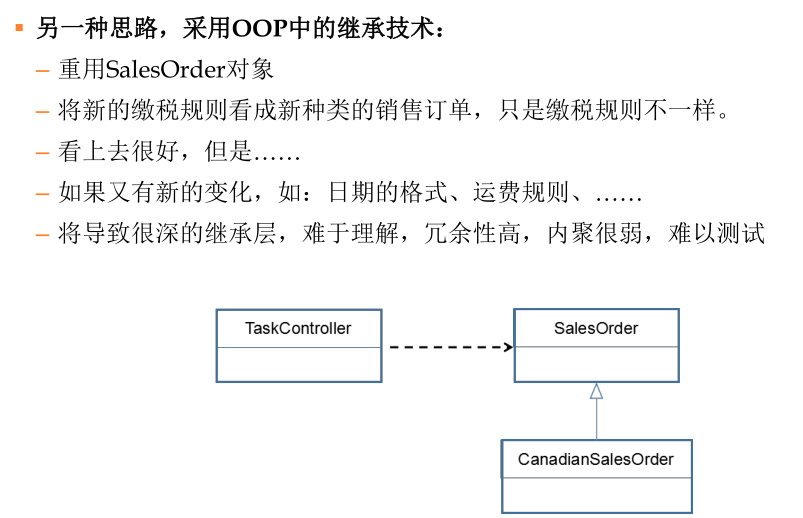 另一种思路，采用OOP中的继承技术：
– 重用SalesOrder对象
– 将新的缴税规则看成新种类的销售订单，只是缴税规则不一样。
– 看上去很好，但是……
– 如果又有新的变化，如：日期的格式、运费规则、……
– 将导致很深的继承层，难于理解，冗余性高，内聚很弱，难以测试
TaskController
SalesOrder
CanadianSalesOrder